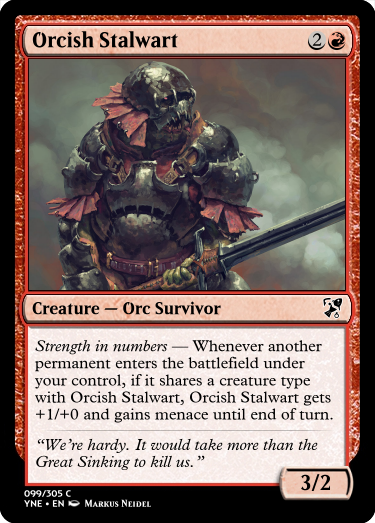 Orcish Stalwart 2
Creature — Orc Survivor
Strength in numbers — Whenever another
permanent enters the battlefield under
your control, if it shares a creature type
with Orcish Stalwart, Orcish Stalwart gets
+1/+0 and gains menace until end of turn.
“We’re hardy. It would take more than the
Great Sinking to kill us.”
3/2
099/305 C
YNE • EN Markus Neidel